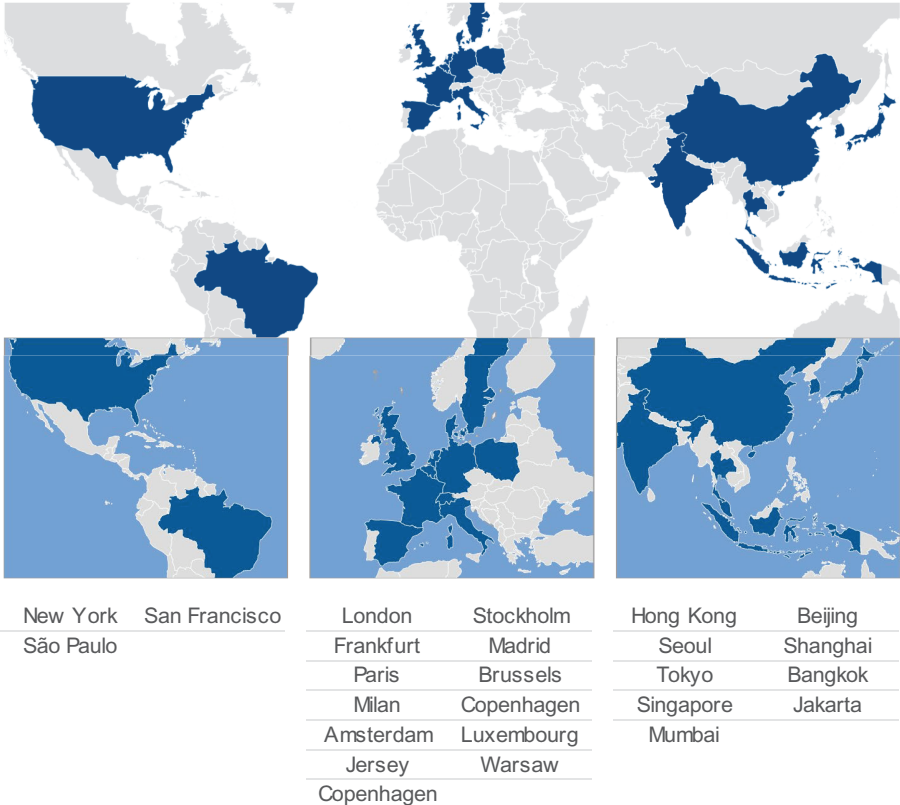 New York San Francisco
São Paulo
London Stockholm
Frankfurt Madrid
Paris Brussels
Milan Copenhagen
Amsterdam Luxembourg
Jersey Warsaw
Copenhagen
Hong Kong Beijing
Seoul Shanghai
Tokyo Bangkok
Singapore Jakarta
Mumbai